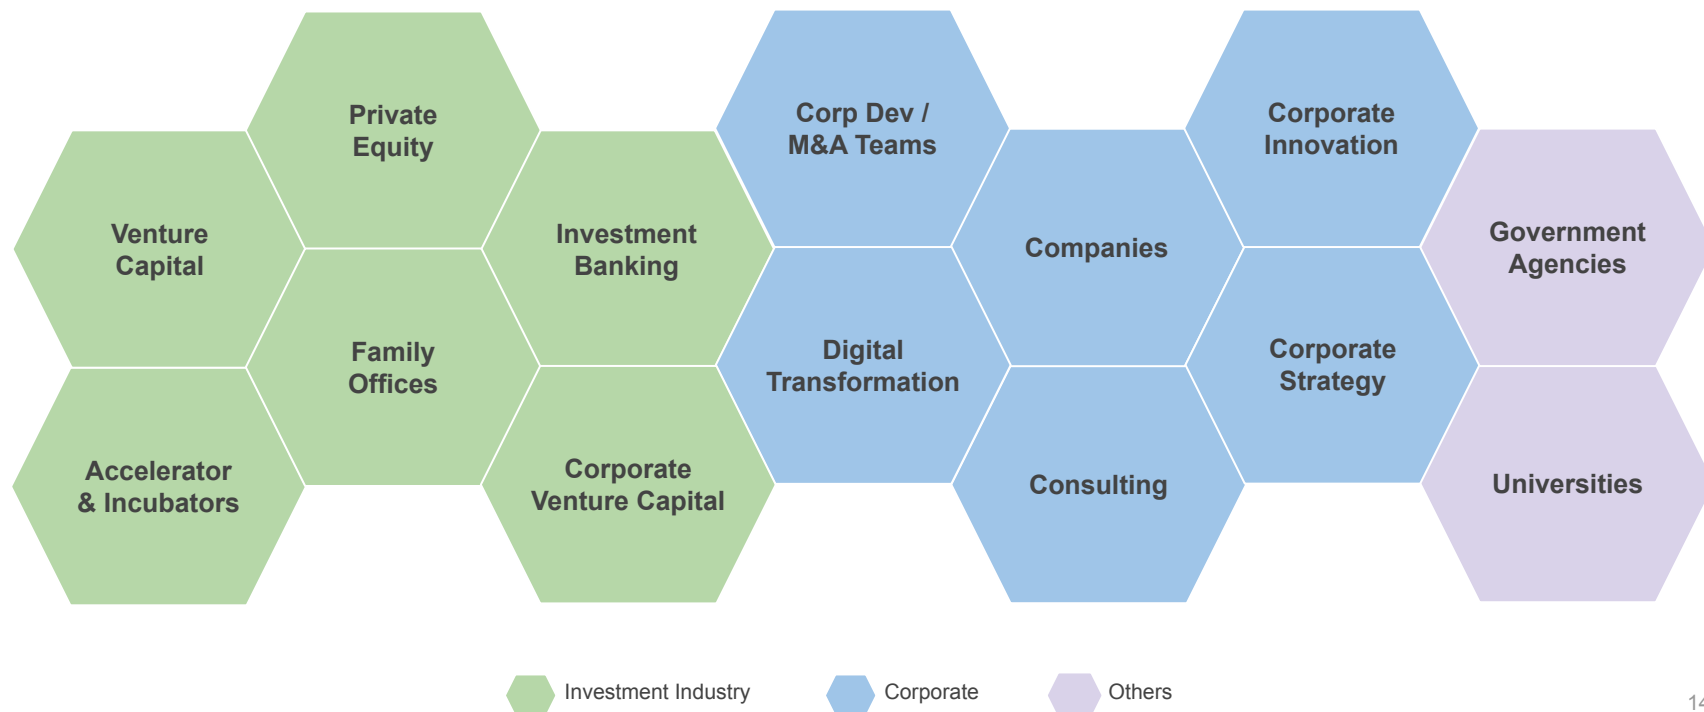 Private
Equity
Corp Dev /
M&A Teams
Corporate
Innovation
Venture
Capital
Investment
Banking
Companies
Government
Agencies
Family
Offices
Digital
Transformation
Corporate
Strategy
Accelerator
& Incubators
Corporate
Venture Capital
Consulting
Universities
Investment Industry
Corporate
Others
14